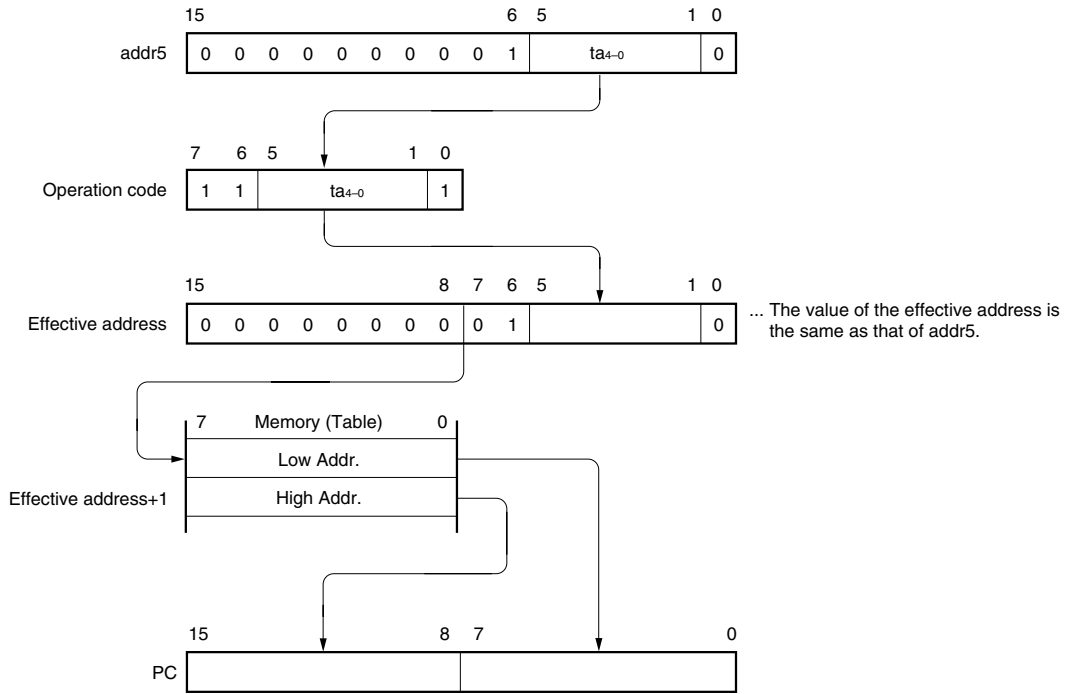 15 6 5 1 0
addr5 0 0 0 0 0 0 0 0 0 1 ta4–0 0
7 6 5 1 0
Operation code 1 1 ta4–0 1
15 8 7 6 5 1 0
Effective address 0 0 0 0 0 0 0 0 0 1 0 ... The value of the effective address is
the same as that of addr5.
7 Memory (Table) 0
Low Addr.
Effective address+1 High Addr.
15 8 7 0
PC